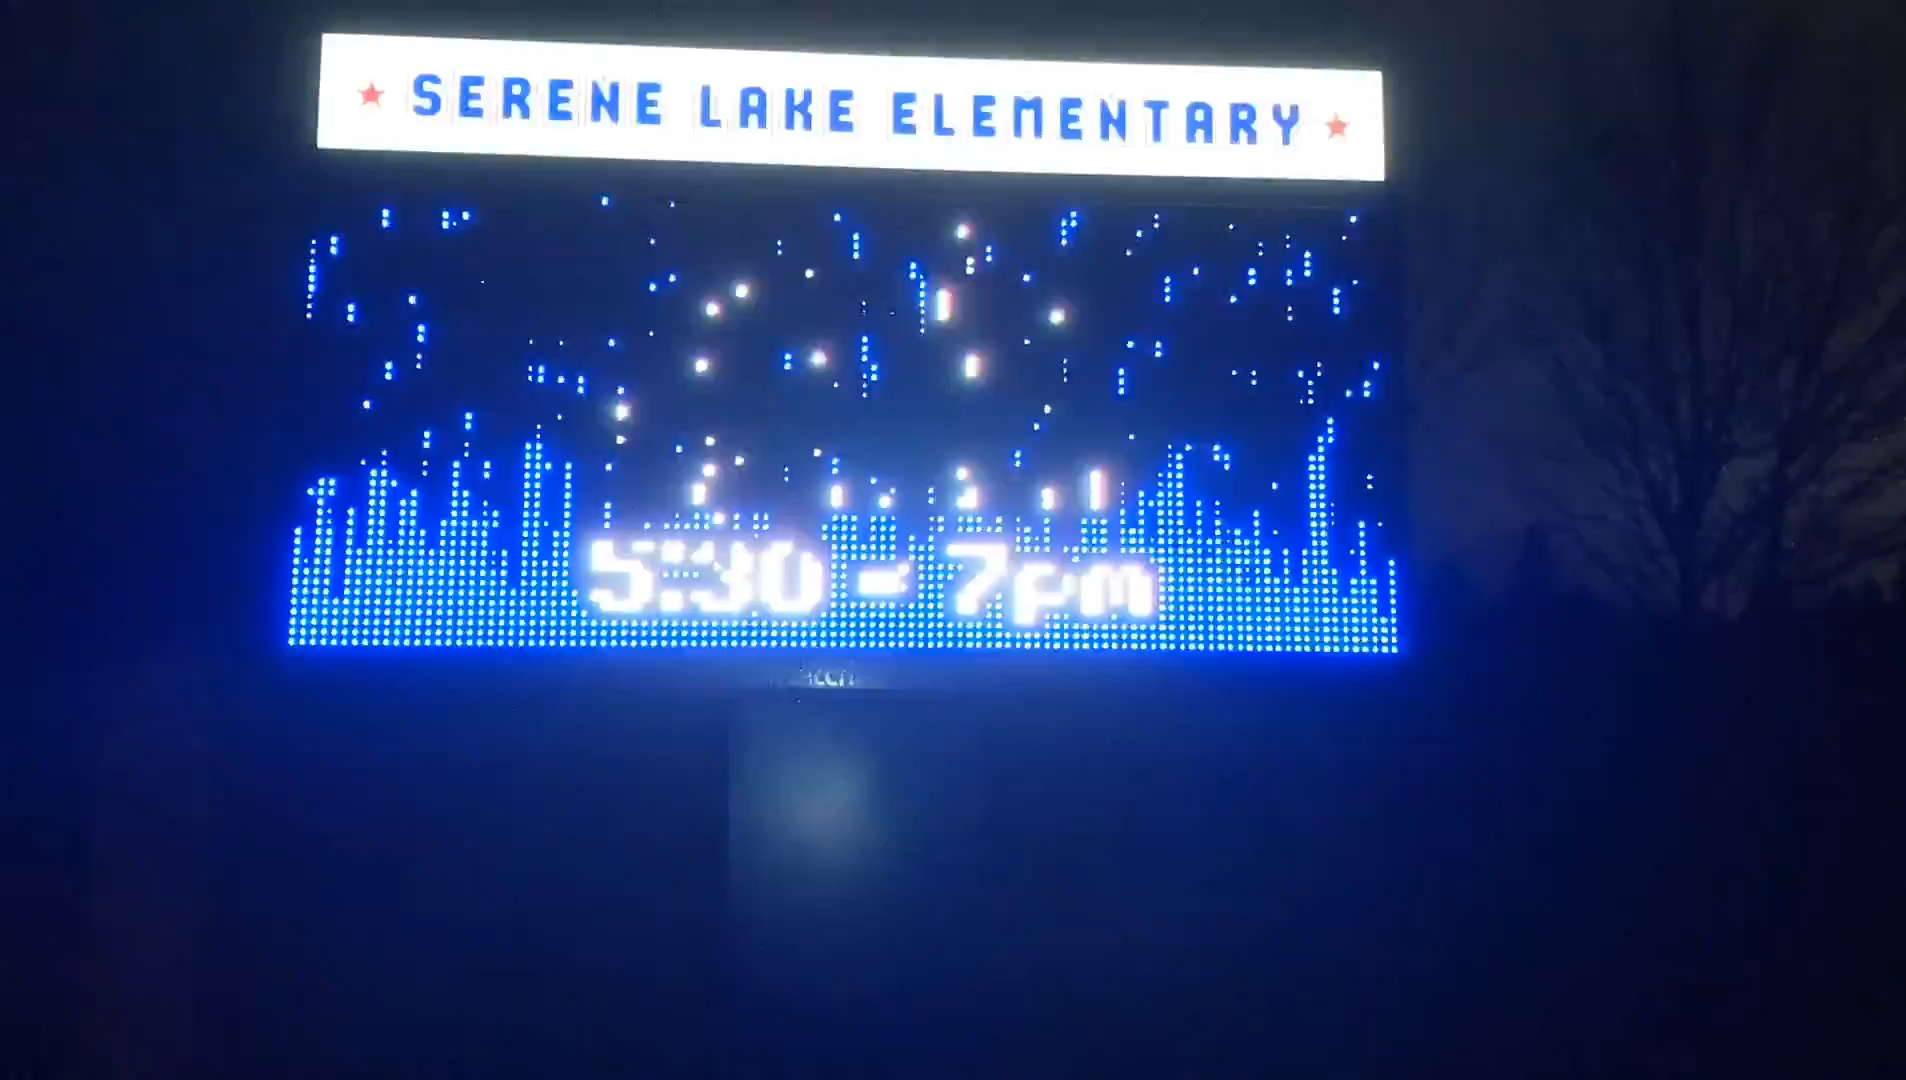 ★ SERENE LAKE ELEMENTARY ★
5:30 - 7pm